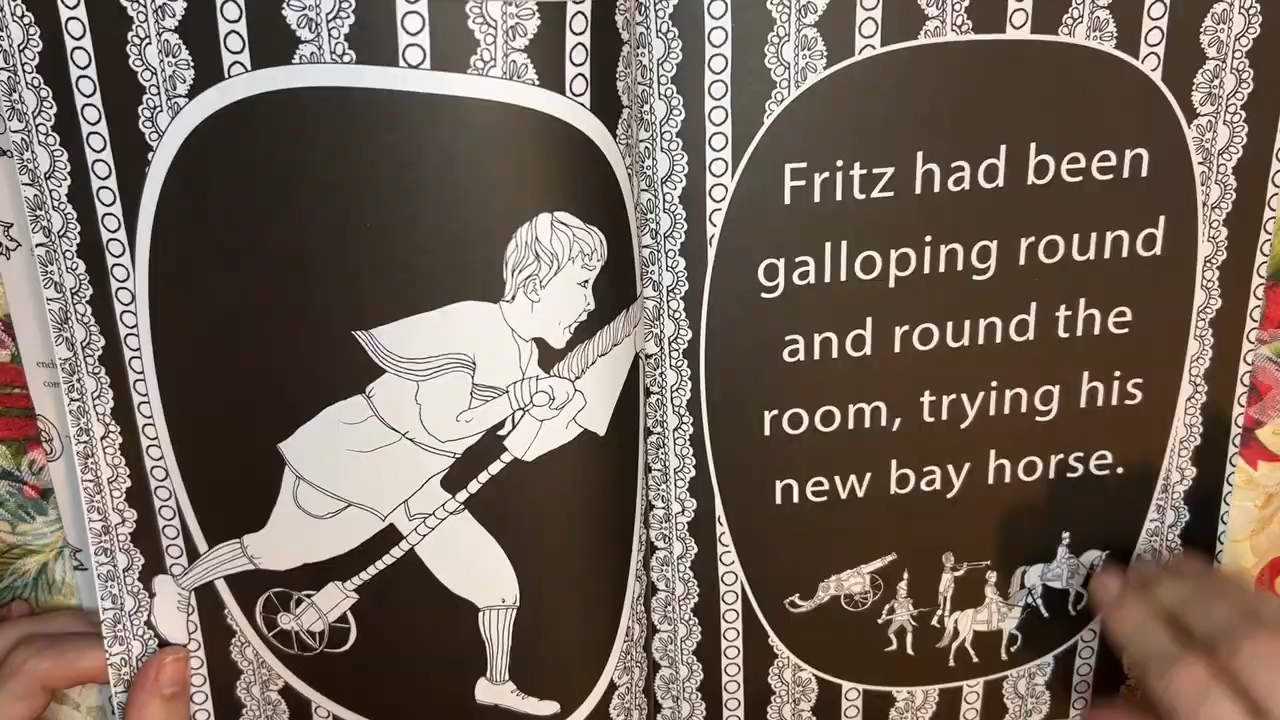 Fritz had been
galloping round
and round the
room, trying his
new bay horse.